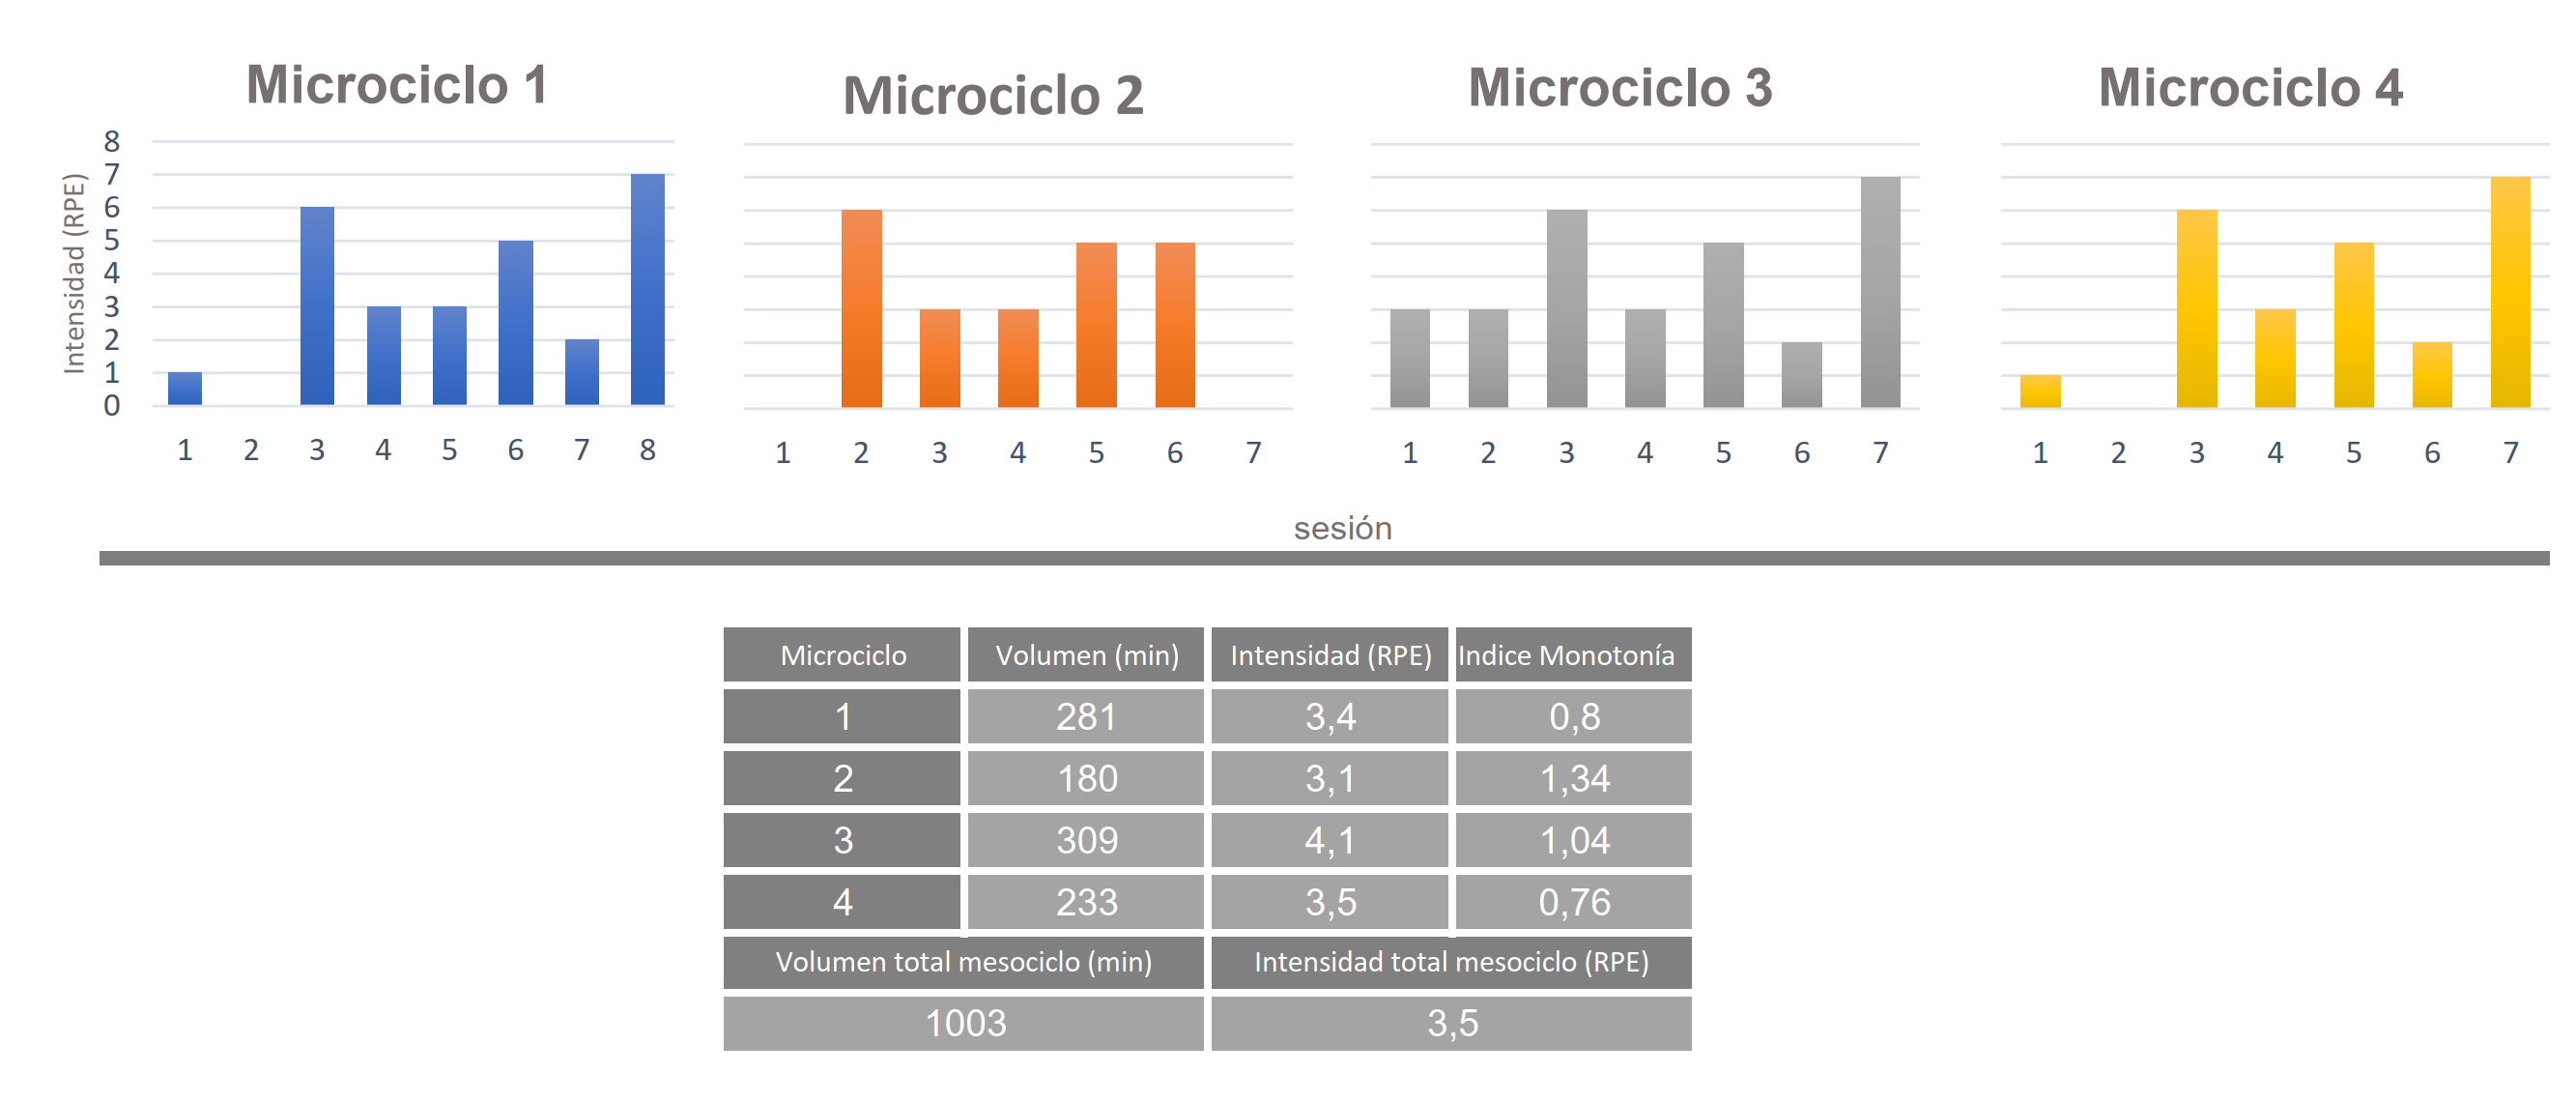 Microciclo 1
Microciclo 2
Microciclo 3
Microciclo 4
Intensidad (RPE)
8
7
6
5
4
3
2
1
0
1 2 3 4 5 6 7 8
1 2 3 4 5 6 7
1 2 3 4 5 6 7
1 2 3 4 5 6 7
sesión
Microciclo Volumen (min) Intensidad (RPE) Indice Monotonía
1 281 3,4 0,8
2 180 3,1 1,34
3 309 4,1 1,04
4 233 3,5 0,76
Volumen total mesociclo (min) Intensidad total mesociclo (RPE)
1003 3,5